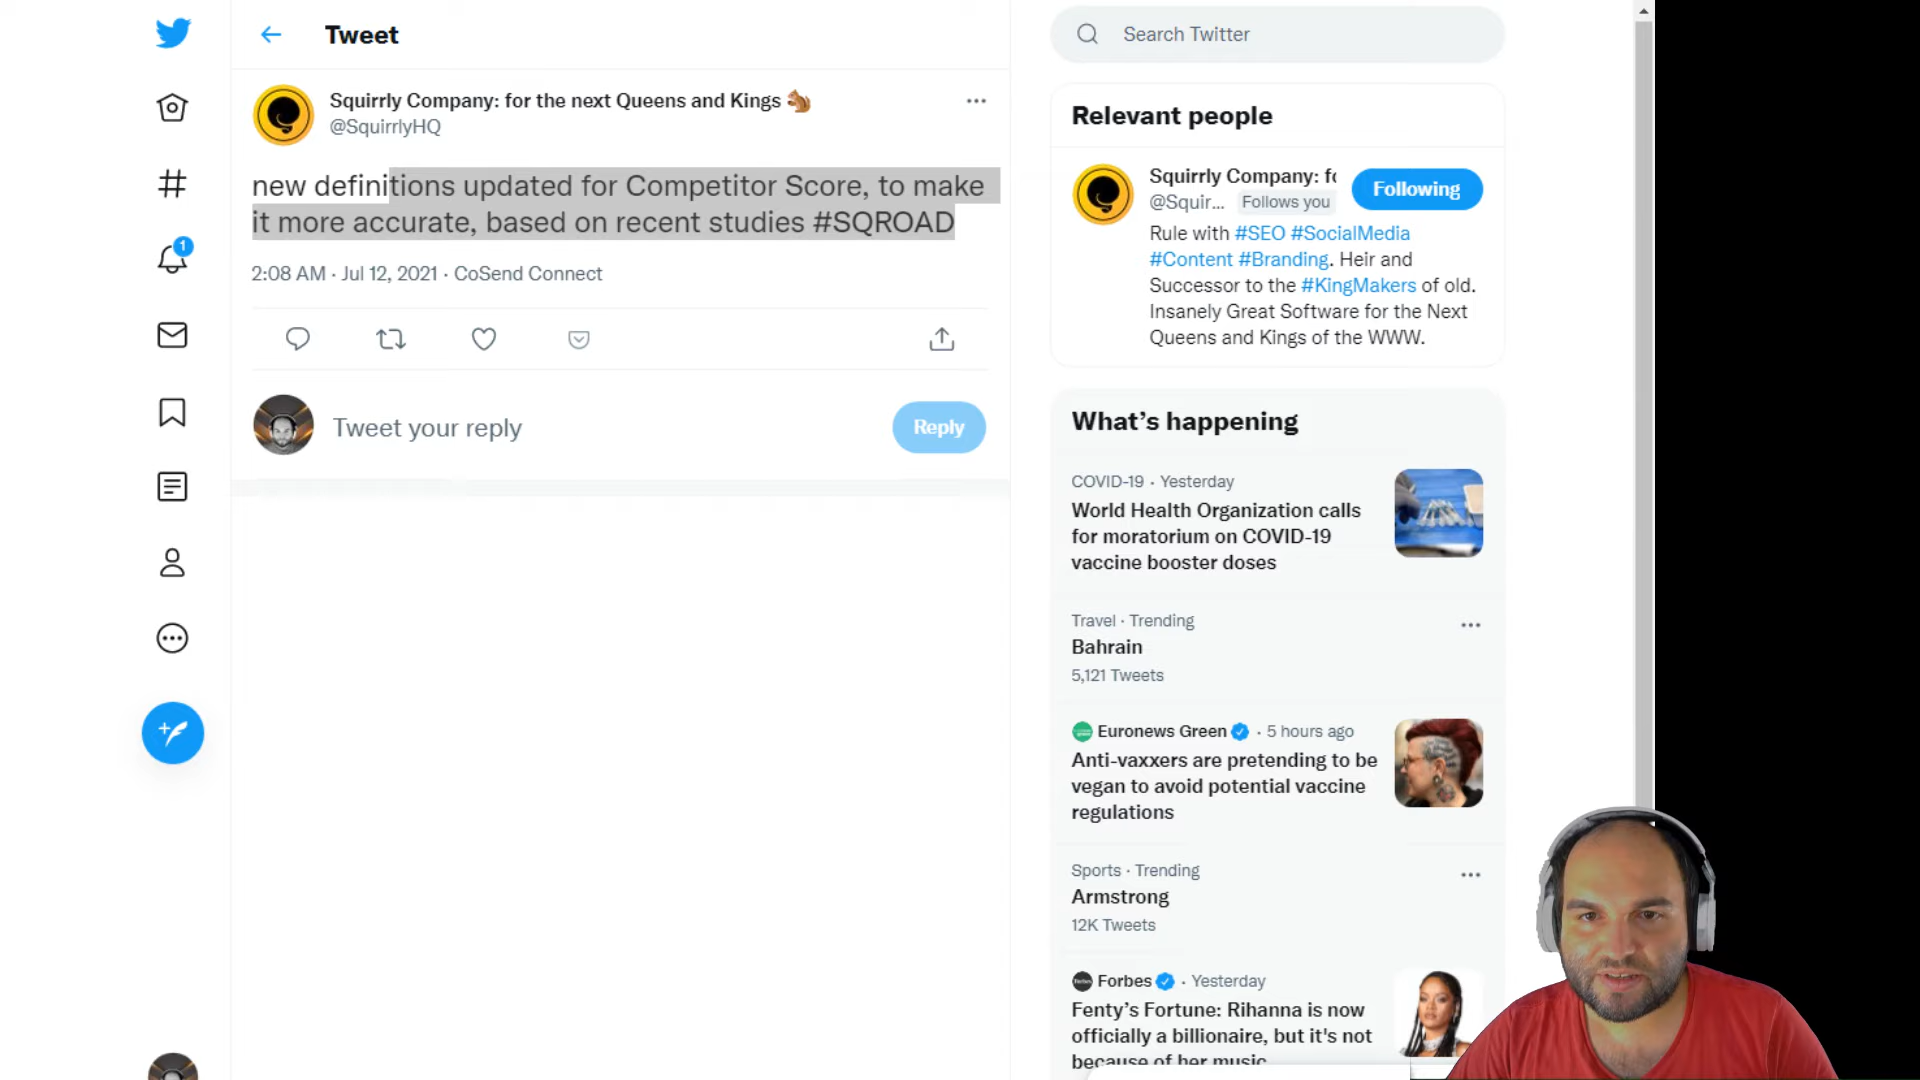 Tweet
Squirrly Company: for the next Queens and Kings
@SquirrlyHQ
new definitions updated for Competitor Score, to make
it more accurate, based on recent studies #SQROAD
2:08 AM · Jul 12, 2021 · CoSend Connect
Tweet your reply
Reply
1
Search Twitter
Relevant people
Squirrly Company: f
@Squir... Follows you
Following
Rule with #SEO #SocialMedia
#Content #Branding. Heir and
Successor to the #KingMakers of old.
Insanely Great Software for the Next
Queens and Kings of the WWW.
What's happening
COVID-19 · Yesterday
World Health Organization calls
for moratorium on COVID-19
vaccine booster doses
Travel · Trending
Bahrain
5,121 Tweets
Euronews Green · 5 hours ago
Anti-vaxxers are pretending to be
vegan to avoid potential vaccine
regulations
Sports · Trending
Armstrong
12K Tweets
Forbes · Yesterday
Fenty's Fortune: Rihanna is now
officially a billionaire, but it's not
because of her music